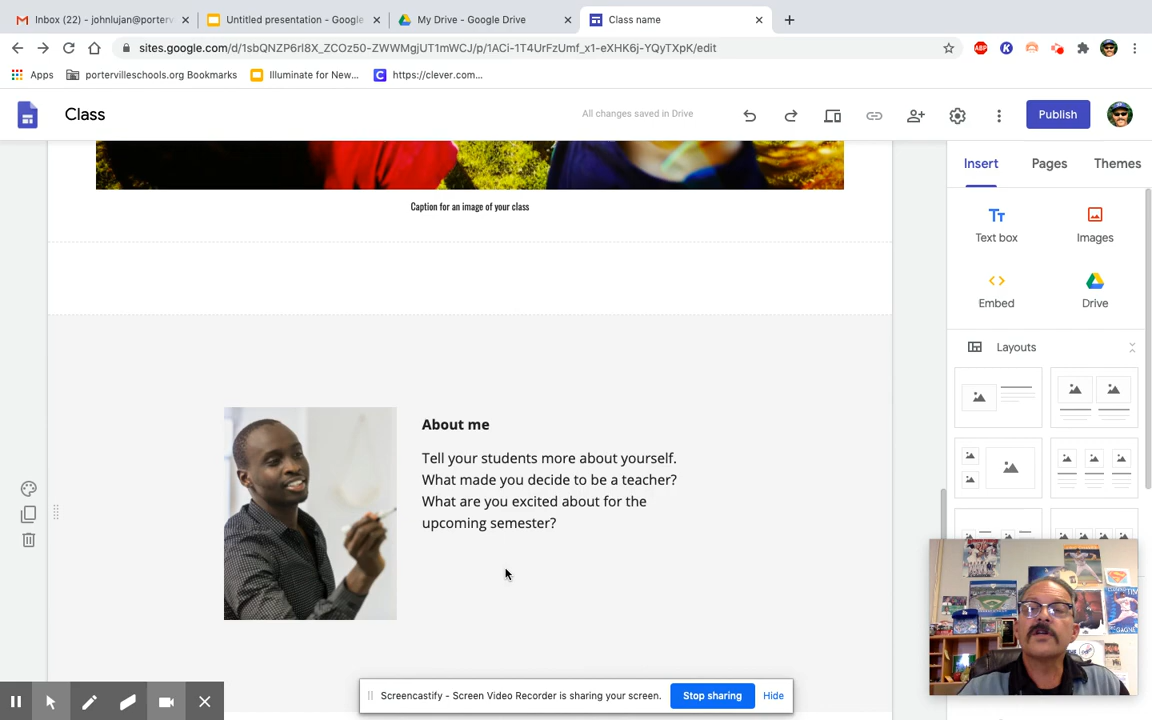 Inbox (22) - johnlujan@porterv
Untitled presentation - Google
My Drive - Google Drive
Class name
sites.google.com/d/1sbQNZP6rl8X_ZCOz50-ZWWMgjUT1mWCJ/p/1ACi-1T4UrFzUmf_x1-eXHK6j-YQyTXpK/edit
ABP
K
Apps
portervilleschools.org Bookmarks
Illuminate for New...
C
https://clever.com...
Class
All changes saved in Drive
Publish
Insert
Pages
Themes
Tт
Text box
Images
Embed
Drive
Layouts
Caption for an image of your class
About me
Tell your students more about yourself.
What made you decide to be a teacher?
What are you excited about for the
upcoming semester?
Screencastify - Screen Video Recorder is sharing your screen.
Stop sharing
Hide
GAGNE